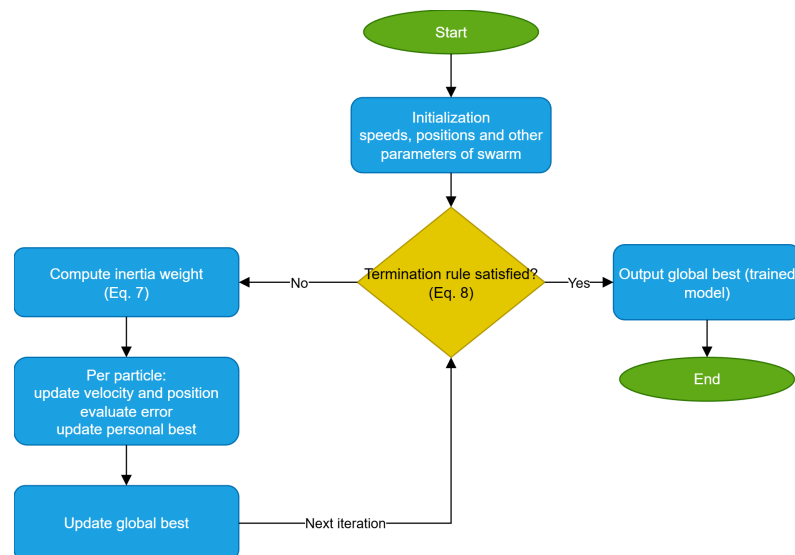 Start
Initialization
speeds, positions and other
parameters of swarm
Termination rule satisfied?
(Eq. 8)
No
Yes
Compute inertia weight
(Eq. 7)
Output global best (trained
model)
Per particle:
update velocity and position
evaluate error
update personal best
End
Update global best
Next iteration